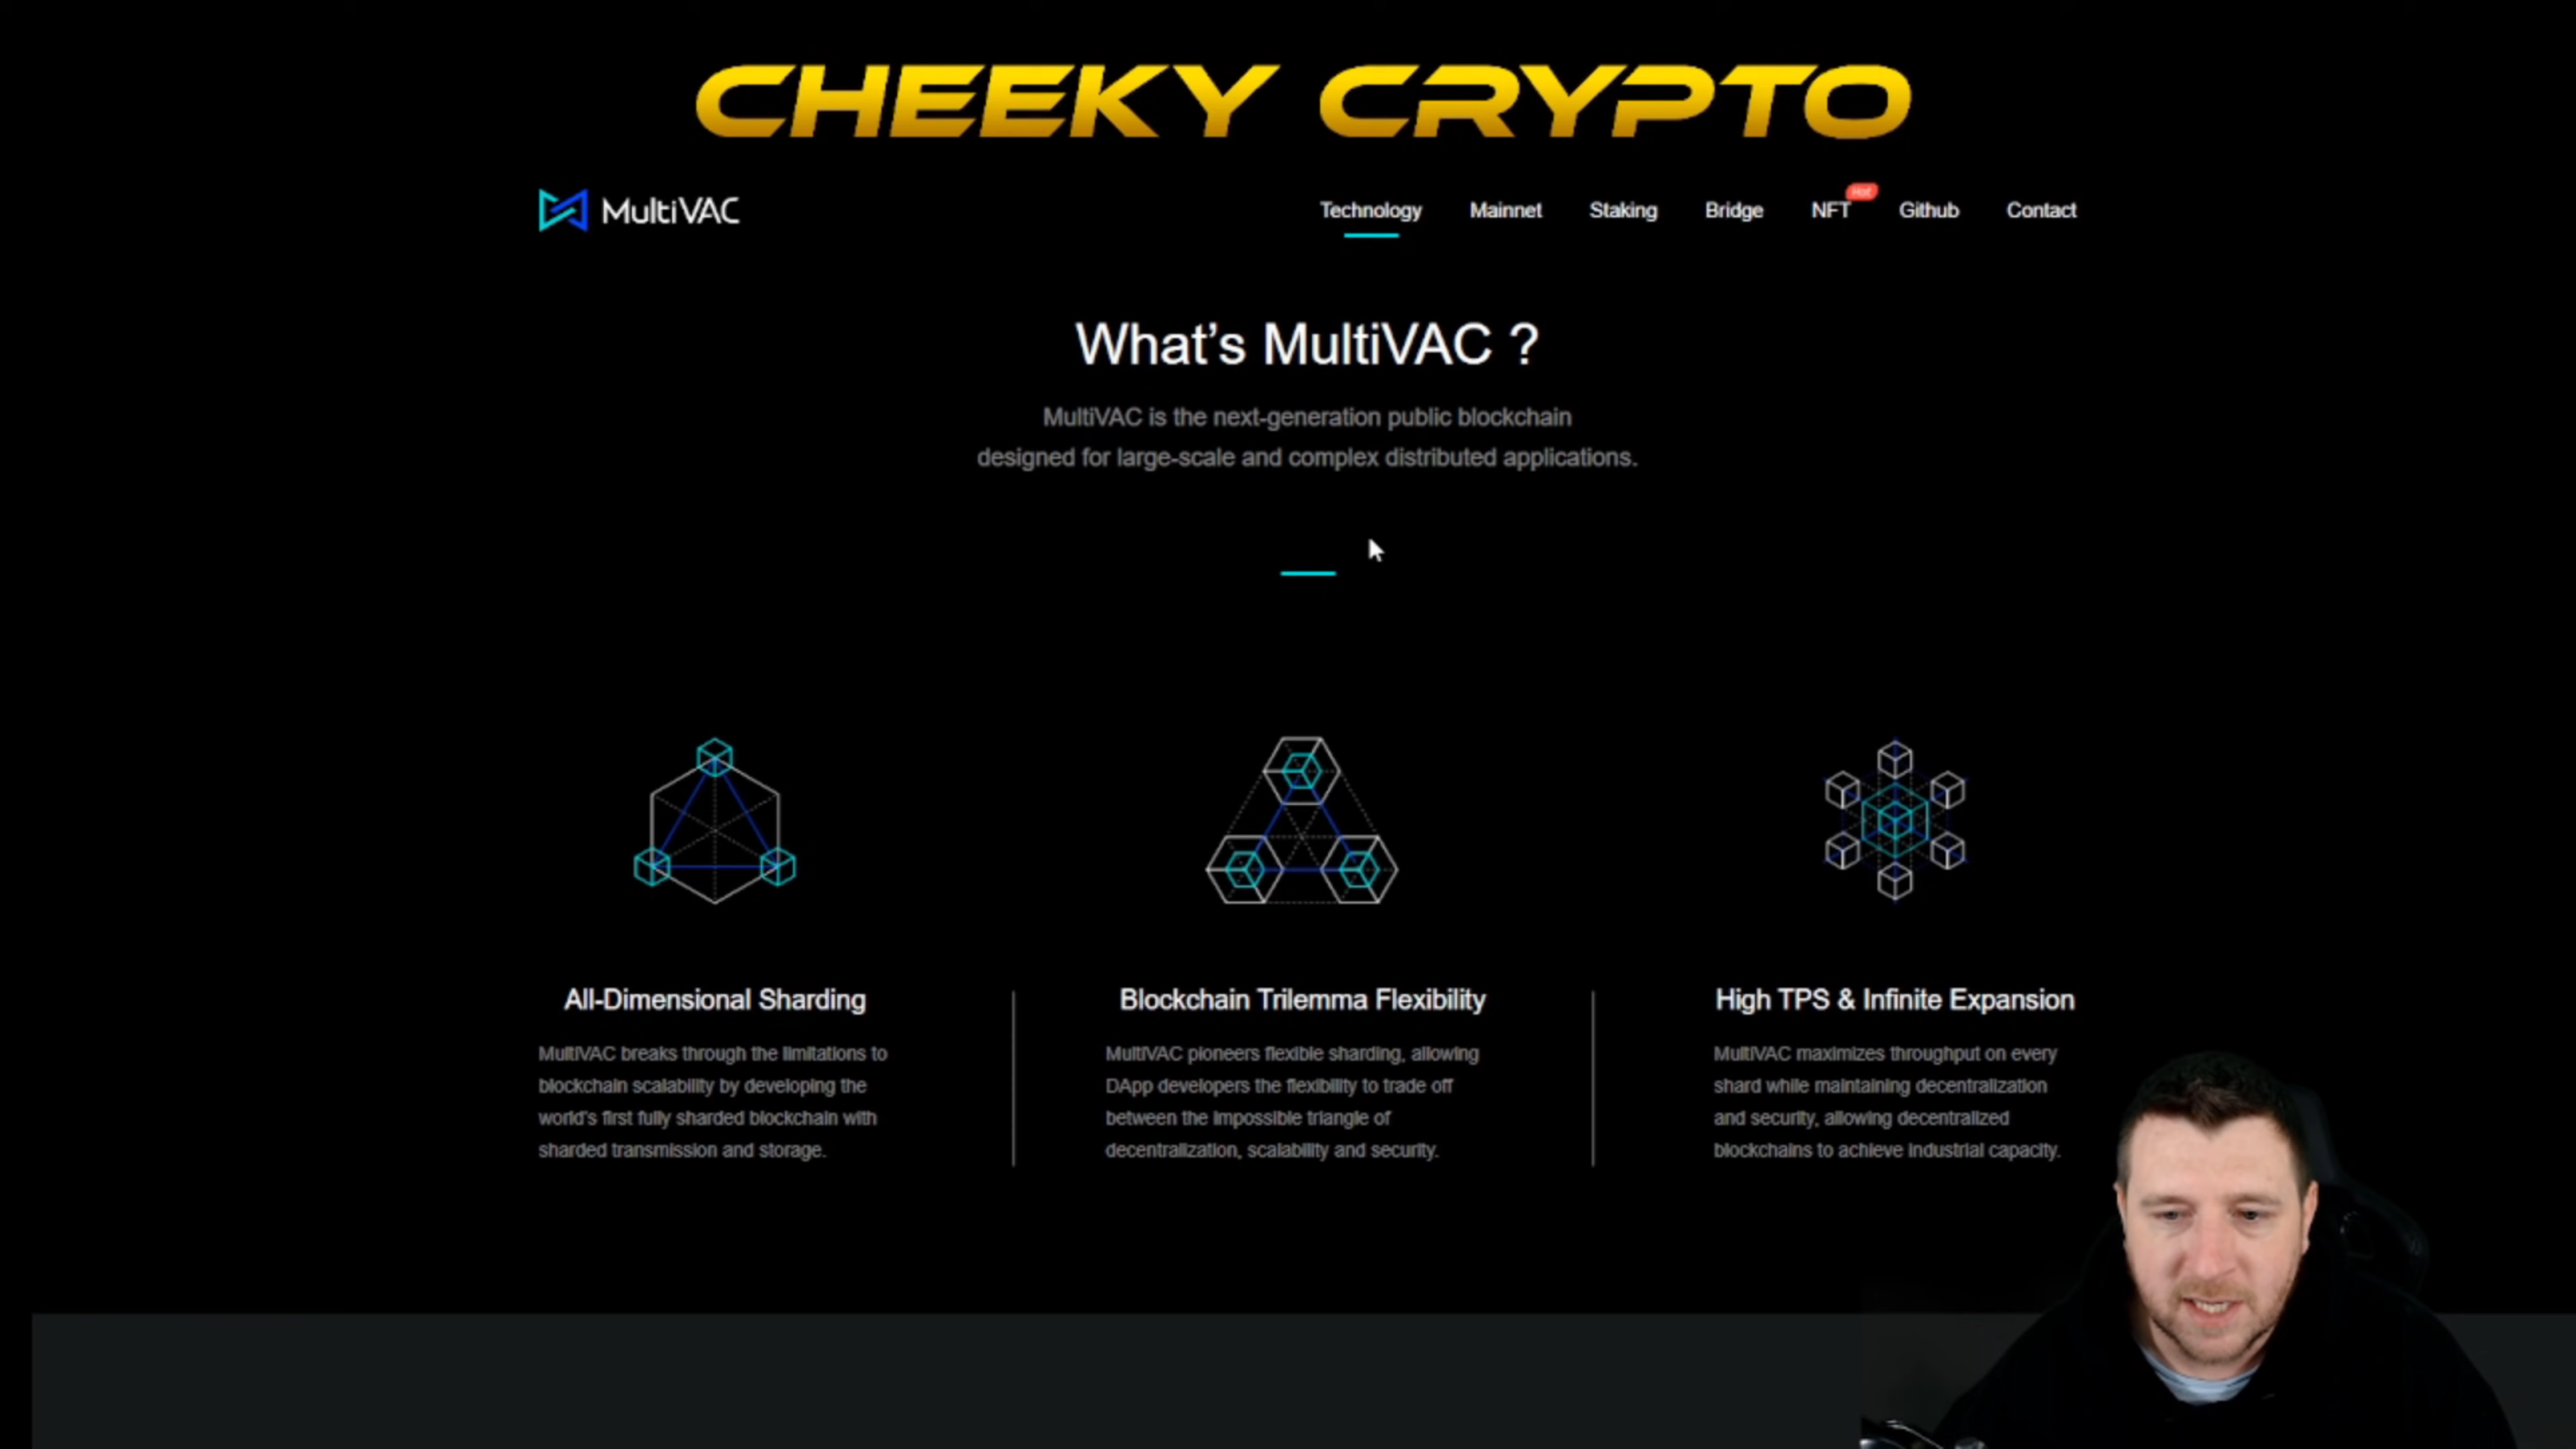 CHEEKY CRYPTO
MultiVAC
Technology Mainnet Staking Bridge NFT Hot Github Contact
What's MultiVAC ?
MultiVAC is the next-generation public blockchain
designed for large-scale and complex distributed applications.
All-Dimensional Sharding
MultiVAC breaks through the limitations to
blockchain scalability by developing the
world's first fully sharded blockchain with
sharded transmission and storage.
Blockchain Trilemma Flexibility
MultiVAC pioneers flexible sharding, allowing
DApp developers the flexibility to trade off
between the impossible triangle of
decentralization, scalability and security.
High TPS & Infinite Expansion
MultiVAC maximizes throughput on every
shard while maintaining decentralization
and security, allowing decentralized
blockchains to achieve industrial capacity.